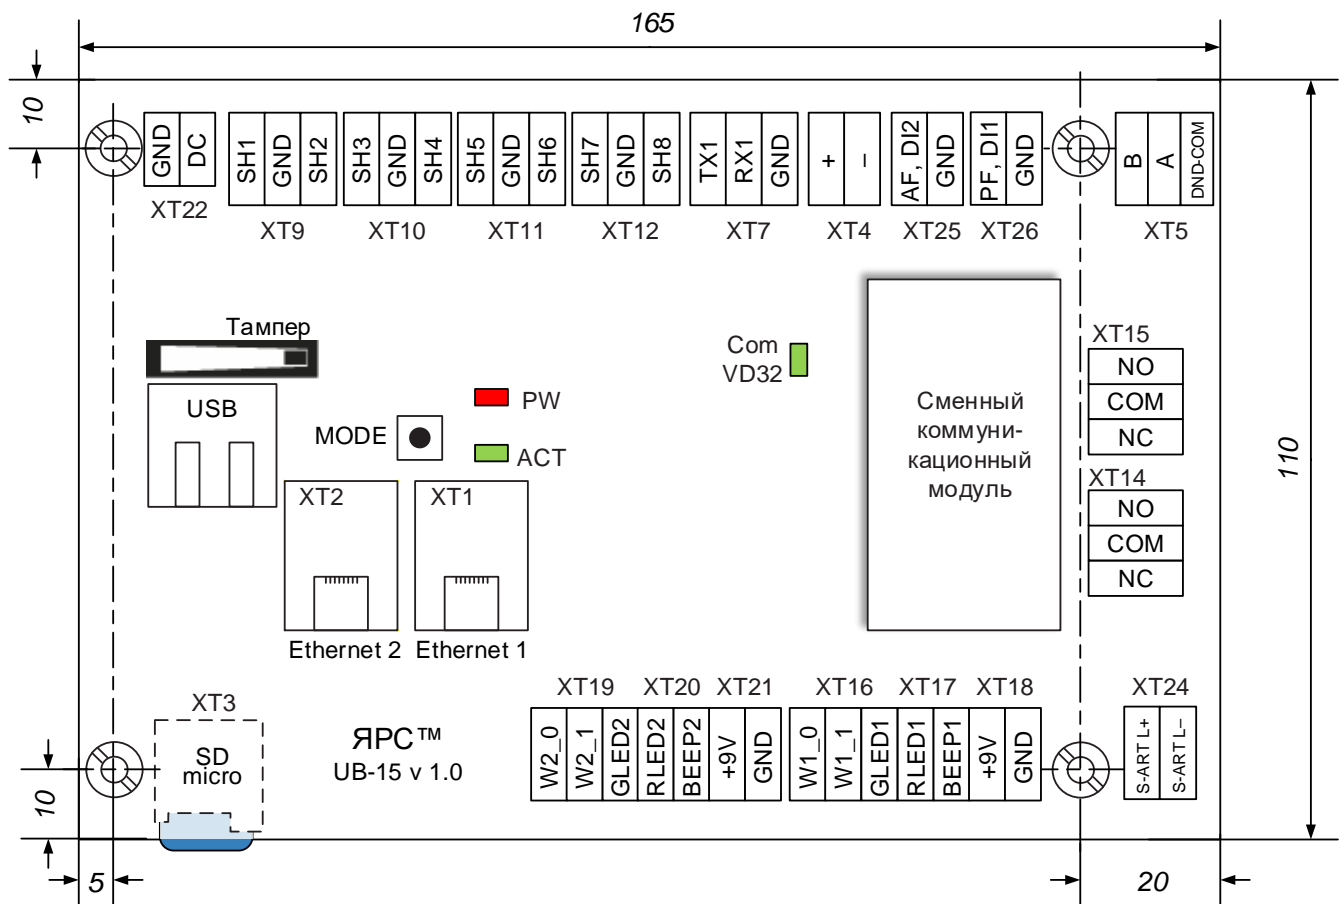 165
10
GND
DC
SH1
GND
SH2
SH3
GND
SH4
SH5
GND
SH6
SH7
GND
SH8
TX1
RX1
GND
+
–
AF, DI2
GND
PF, DI1
GND
B
A
DND-COM
XT22
XT9
XT10
XT11
XT12
XT7
XT4
XT25
XT26
XT5
Тампер
USB
MODE
PW
ACT
Com
VD32
Сменный
коммуни-
кационный
модуль
XT15
NO
COM
NC
XT14
NO
COM
NC
110
XT2
XT1
Ethernet 2
Ethernet 1
XT3
SD
micro
ЯРС™
UB-15 v 1.0
XT19
XT20
XT21
XT16
XT17
XT18
XT24
W2_0
W2_1
GLED2
RLED2
BEEP2
+9V
GND
W1_0
W1_1
GLED1
RLED1
BEEP1
+9V
GND
S-ART L+
S-ART L–
10
5
20